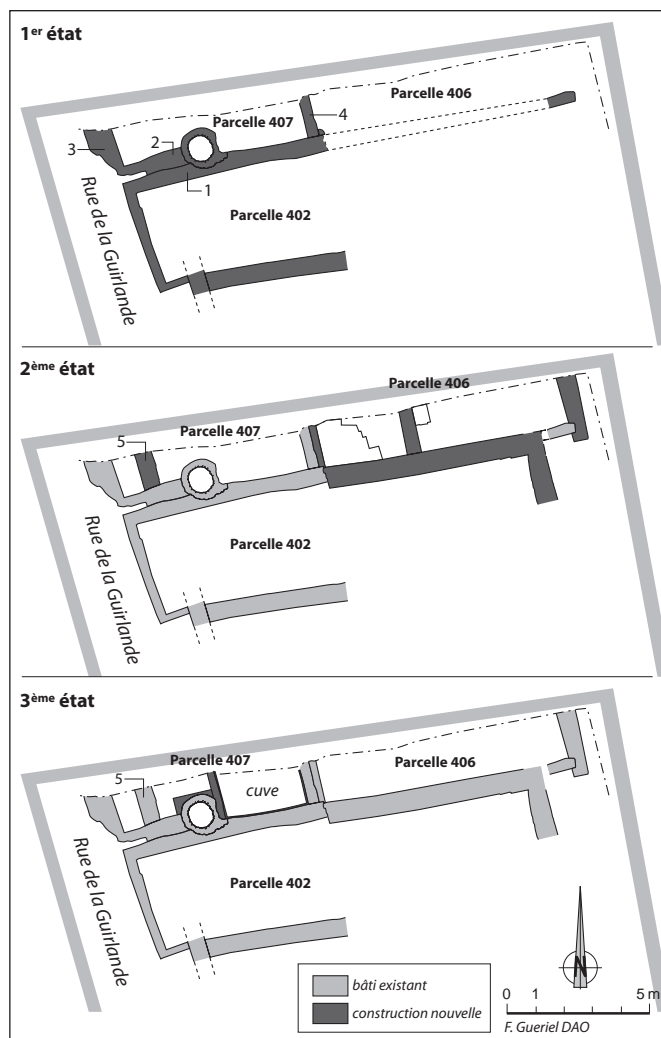 1er état
Parcelle 406
Parcelle 407
4
2
3
1
Parcelle 402
Rue de la Guirlande
2ème état
Parcelle 406
Parcelle 407
5
Parcelle 402
Rue de la Guirlande
3ème état
Parcelle 407
5
Parcelle 406
cuve
Parcelle 402
Rue de la Guirlande
N
bâti existant
construction nouvelle
0 1 5 m
F. Gueriel DAO